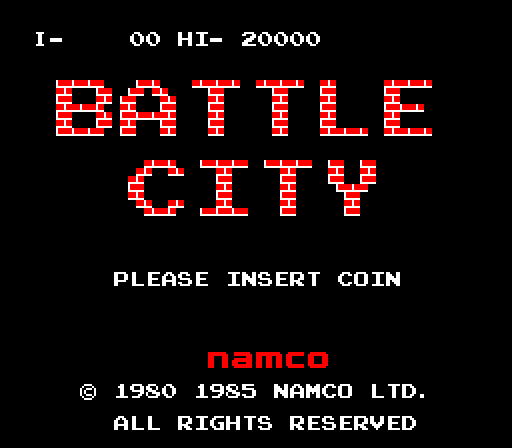 I-     00 HI- 20000
BATTLE
CITY
PLEASE INSERT COIN
namco
© 1980 1985 NAMCO LTD.
ALL RIGHTS RESERVED